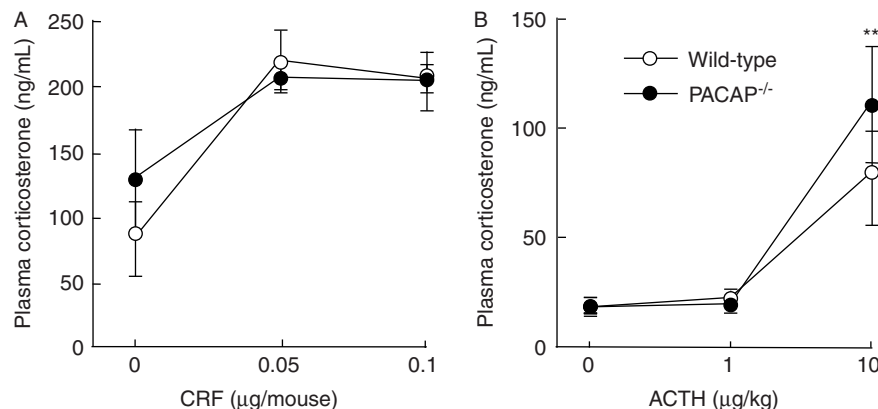 A
Plasma corticosterone (ng/mL)
250
200
150
100
50
0
0 0.05 0.1
CRF (μg/mouse)
B
Plasma corticosterone (ng/mL)
150
100
50
0
**
Wild-type
PACAP-/-
0 1 10
ACTH (μg/kg)